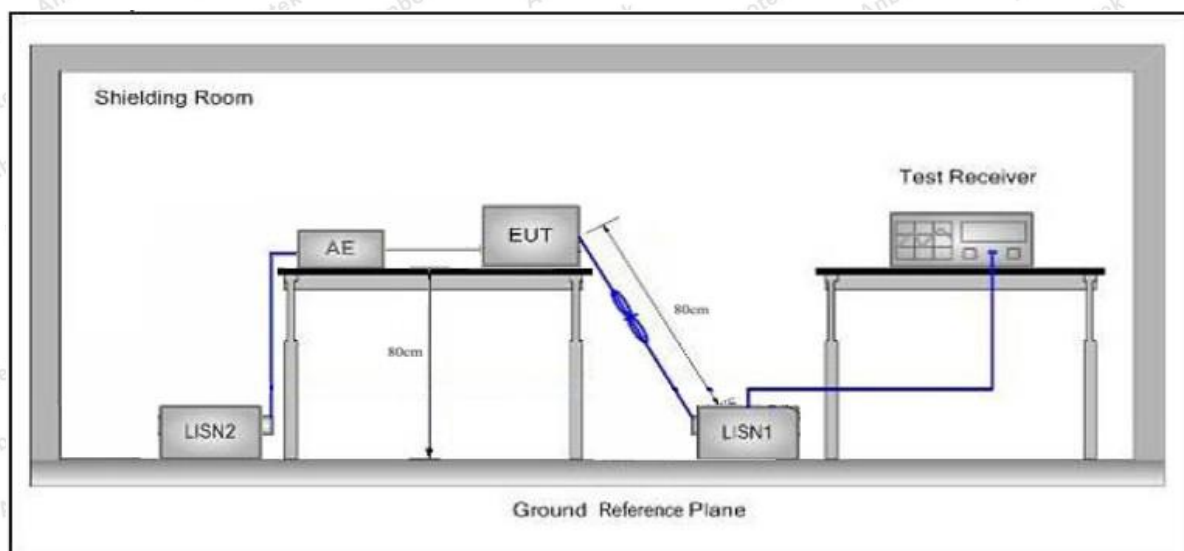 Shielding Room
Test Receiver
AE
EUT
80cm
80cm
LISN2
LISN1
Ground Reference Plane